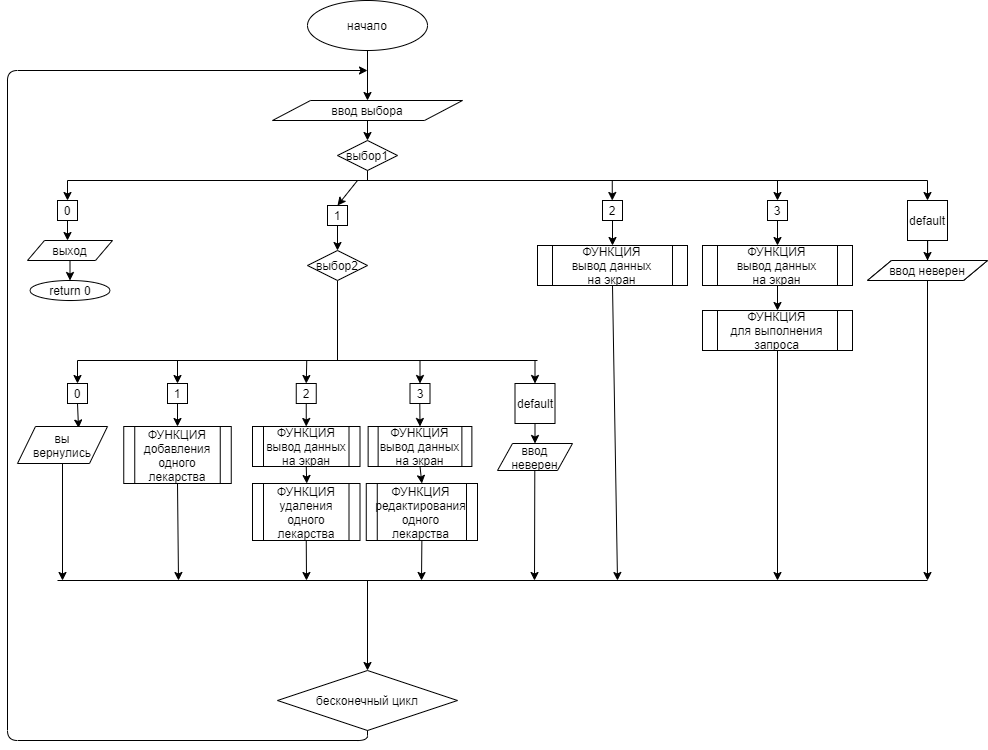 начало
ввод выбора
выбор1
0
1
2
3
default
выход
return 0
выбор2
ФУНКЦИЯ
вывод данных
на экран
ФУНКЦИЯ
вывод данных
на экран
ввод неверен
ФУНКЦИЯ
для выполнения
запроса
0
1
2
3
default
вы
вернулись
ФУНКЦИЯ
добавления
одного
лекарства
ФУНКЦИЯ
вывод данных
на экран
ФУНКЦИЯ
вывод данных
на экран
ввод
неверен
ФУНКЦИЯ
удаления
одного
лекарства
ФУНКЦИЯ
редактирования
одного
лекарства
бесконечный цикл